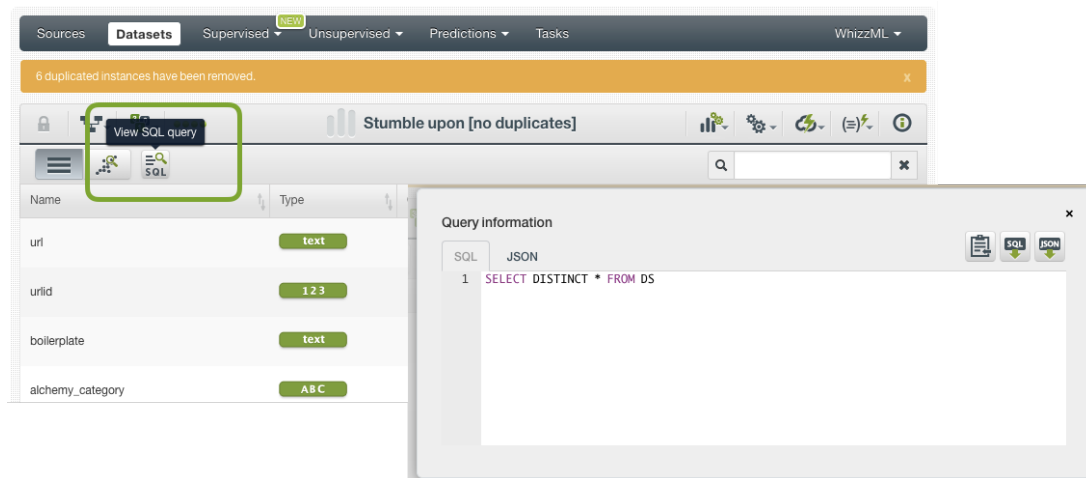 NEW
Sources Datasets Supervised Unsupervised Predictions Tasks WhizzML
6 duplicated instances have been removed. x
View SQL query
Stumble upon [no duplicates]
SQL
Name Type
url text
urlid 123
boilerplate text
alchemy_category ABC
Query information ×
SQL JSON
SQL JSON
1 SELECT DISTINCT * FROM DS